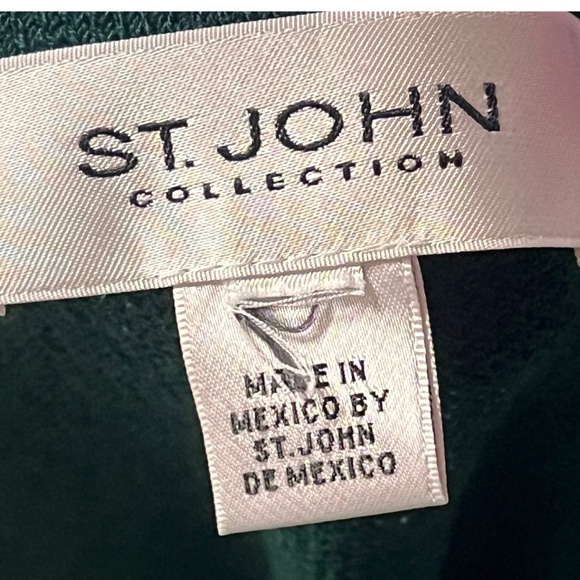 ST. JOHN
COLLECTION
MADE IN
MEXICO BY
ST. JOHN
DE MEXICO